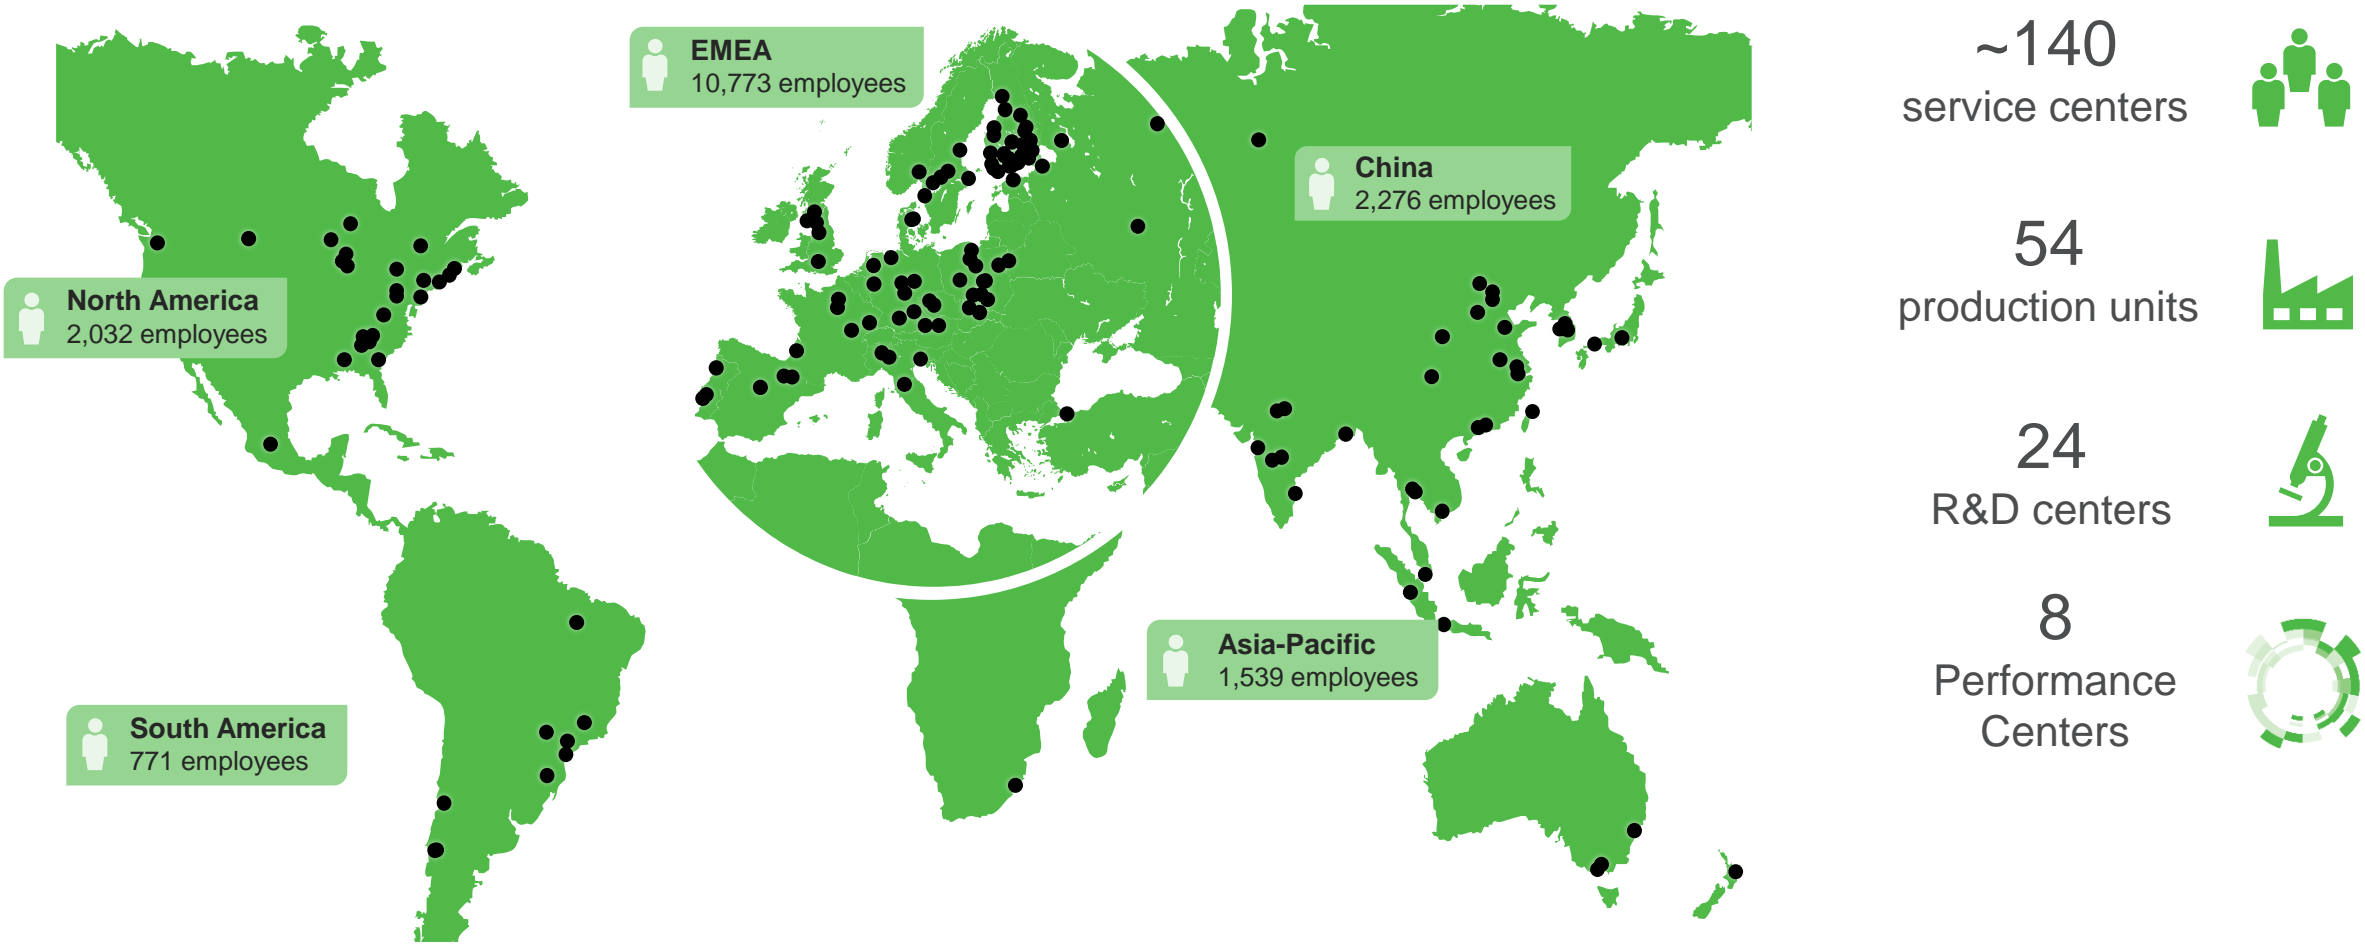 EMEA
10,773 employees
China
2,276 employees
North America
2,032 employees
Asia-Pacific
1,539 employees
South America
771 employees
~140
service centers
54
production units
24
R&D centers
8
Performance
Centers